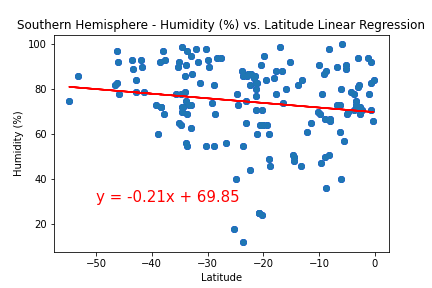 Southern Hemisphere - Humidity (%) vs. Latitude Linear Regression
100
80
60
40
20
Humidity (%)
y = -0.21x + 69.85
−50 −40 −30 −20 −10 0
Latitude